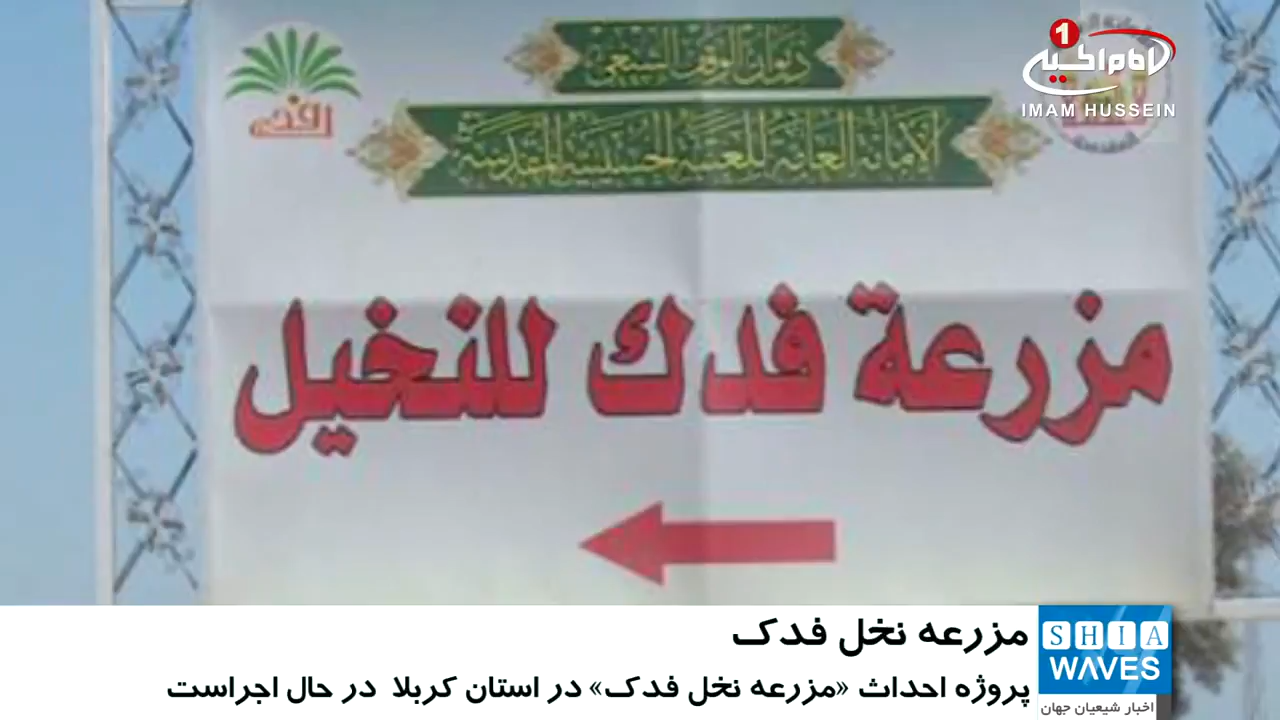 ديوان الوقف الشيعي
1
IMAM HUSSEIN
الأمانة العامة للعتبة الحسينية المقدسة
مزرعة فدك للنخيل
مزرعه نخل فدک
پروژه احداث «مزرعه نخل فدک» در استان کربلا در حال اجراست
SHIA
WAVES
اخبار شیعیان جهان